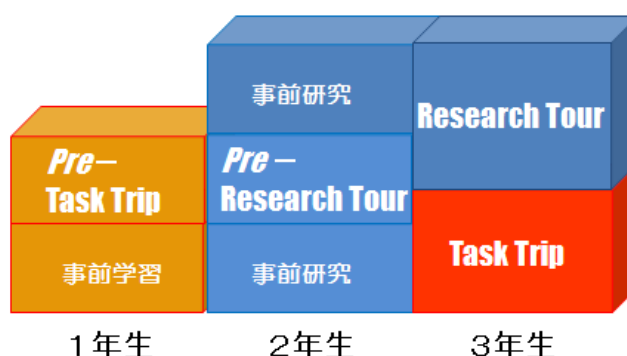 Pre－
Task Trip
事前学習
１年生
事前研究
Pre－
Research Tour
事前研究
２年生
Research Tour
Task Trip
３年生